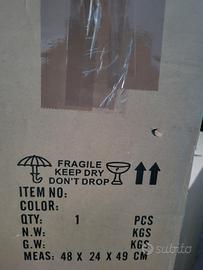 FRAGILE
KEEP DRY
DON'T DROP
ITEM NO:
COLOR:
QTY: 1 PCS
N.W: KGS
G.W: KGS
MEAS: 48 X 24 X 49 CM
subito